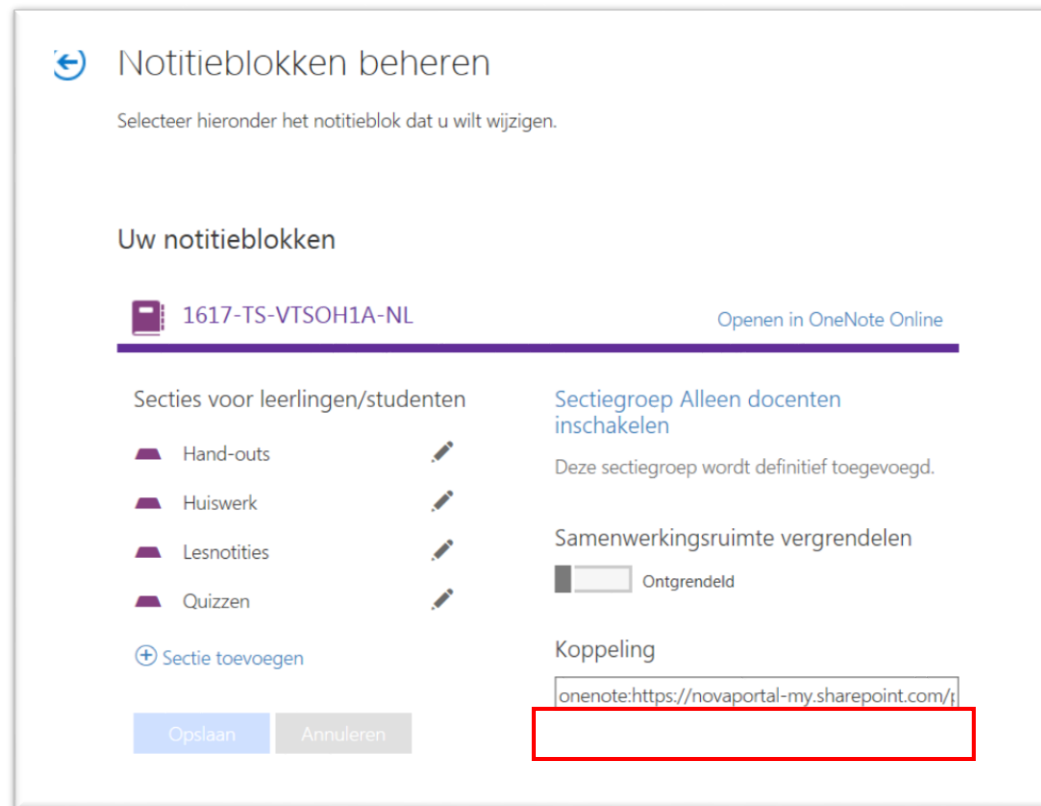 Notitieblokken beheren
Selecteer hieronder het notitieblok dat u wilt wijzigen.
Uw notitieblokken
1617-TS-VTSOH1A-NL
Openen in OneNote Online
Secties voor leerlingen/studenten
Hand-outs
Huiswerk
Lesnotities
Quizzen
Sectie toevoegen
Opslaan Annuleren
Sectiegroep Alleen docenten
inschakelen
Deze sectiegroep wordt definitief toegevoegd.
Samenwerkingsruimte vergrendelen
Ontgrendeld
Koppeling
onenote:https://novaportal-my.sharepoint.com/p